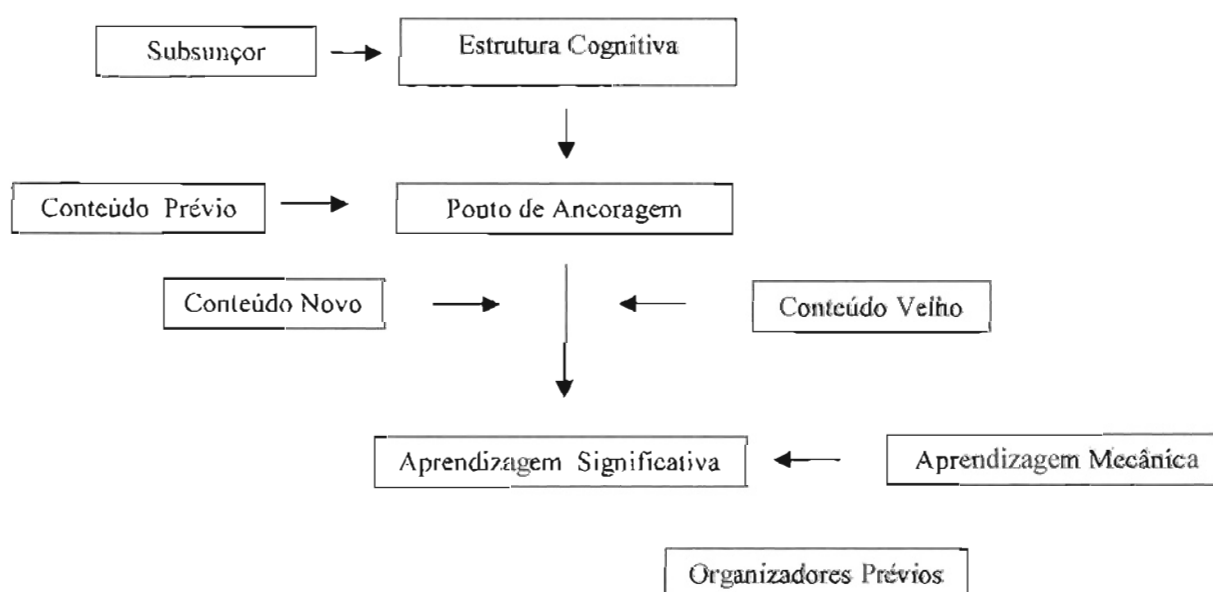 Subsunçor
Estrutura Cognitiva
Conteúdo Prévio
Ponto de Ancoragem
Conteúdo Novo
Conteúdo Velho
Aprendizagem Significativa
Aprendizagem Mecânica
Organizadores Prévios